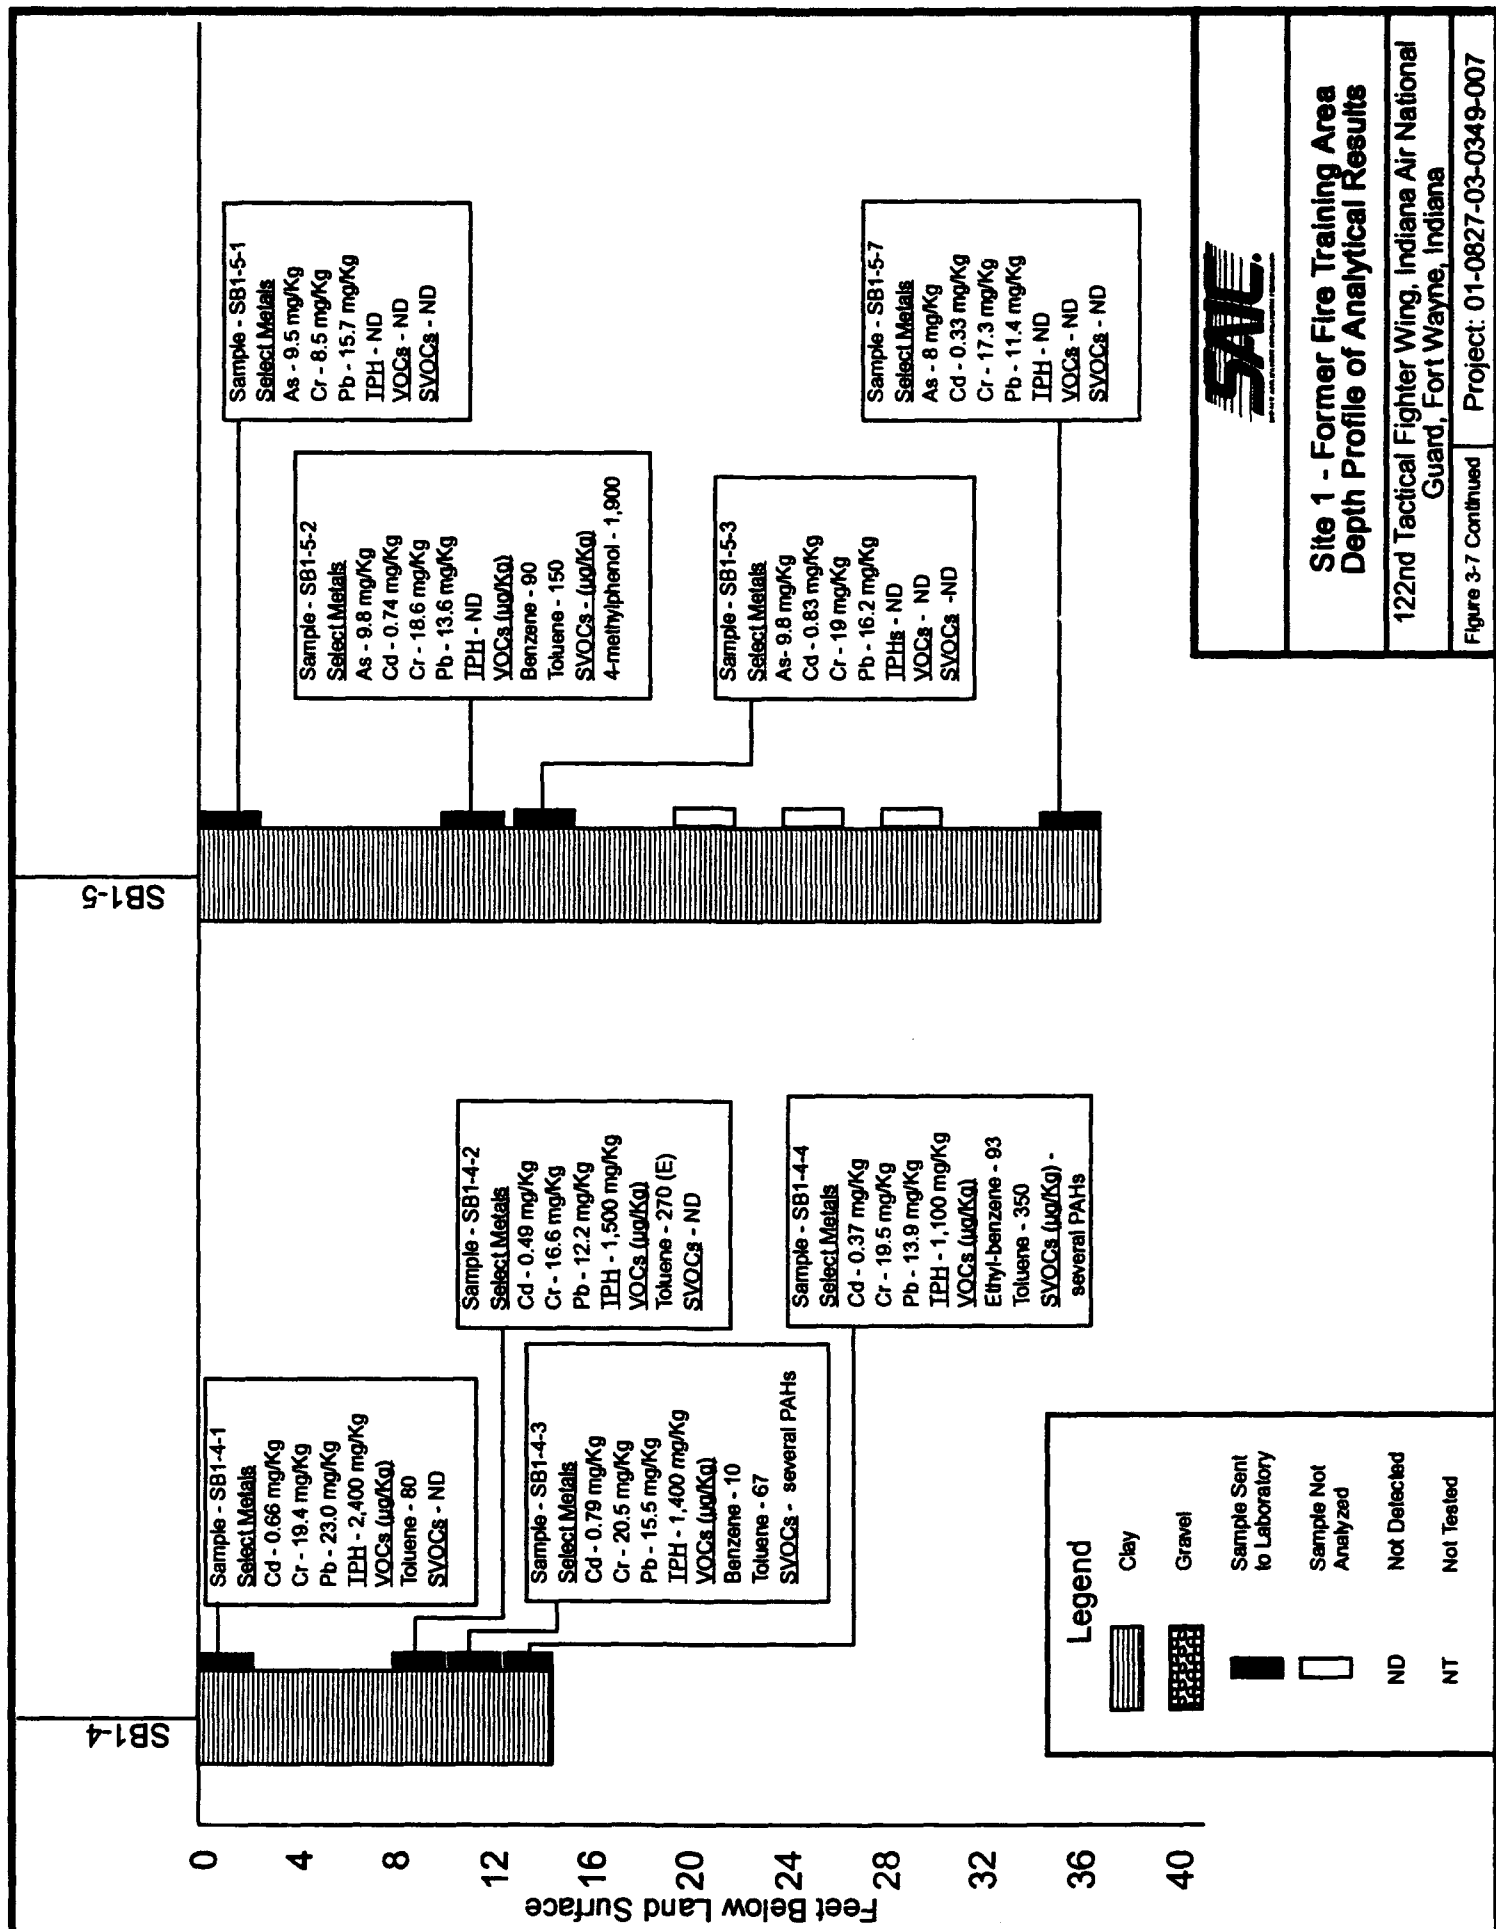 SB1-4
SB1-5
Feet Below Land Surface
0
4
8
12
16
20
24
28
32
36
40
Sample - SB1-4-1
Select Metals
Cd - 0.66 mg/Kg
Cr - 19.4 mg/Kg
Pb - 23.0 mg/Kg
TPH - 2,400 mg/Kg
VOCs (µg/Kg)
Toluene - 80
SVOCs - ND
Sample - SB1-4-2
Select Metals
Cd - 0.49 mg/Kg
Cr - 16.6 mg/Kg
Pb - 12.2 mg/Kg
TPH - 1,500 mg/Kg
VOCs (µg/Kg)
Toluene - 270 (E)
SVOCs - ND
Sample - SB1-4-3
Select Metals
Cd - 0.79 mg/Kg
Cr - 20.5 mg/Kg
Pb - 15.5 mg/Kg
TPH - 1,400 mg/Kg
VOCs (µg/Kg)
Benzene - 10
Toluene - 67
SVOCs - several PAHs
Sample - SB1-4-4
Select Metals
Cd - 0.37 mg/Kg
Cr - 19.5 mg/Kg
Pb - 13.9 mg/Kg
TPH - 1,100 mg/Kg
VOCs (µg/Kg)
Ethyl-benzene - 93
Toluene - 350
SVOCs (µg/Kg) -
several PAHs
Sample - SB1-5-1
Select Metals
As - 9.5 mg/Kg
Cr - 8.5 mg/Kg
Pb - 15.7 mg/Kg
TPH - ND
VOCs - ND
SVOCs - ND
Sample - SB1-5-2
Select Metals
As - 9.8 mg/Kg
Cd - 0.74 mg/Kg
Cr - 18.6 mg/Kg
Pb - 13.6 mg/Kg
TPH - ND
VOCs (µg/Kg)
Benzene - 90
Toluene - 150
SVOCs - (µg/Kg)
4-methylphenol - 1,900
Sample - SB1-5-3
Select Metals
As- 9.8 mg/Kg
Cd - 0.83 mg/Kg
Cr - 19 mg/Kg
Pb - 16.2 mg/Kg
TPHs - ND
VOCs - ND
SVOCs -ND
Sample - SB1-5-7
Select Metals
As - 8 mg/Kg
Cd - 0.33 mg/Kg
Cr - 17.3 mg/Kg
Pb - 11.4 mg/Kg
TPH - ND
VOCs - ND
SVOCs - ND
Legend
Clay
Gravel
Sample Sent
to Laboratory
Sample Not
Analyzed
ND Not Detected
NT Not Tested
SAIC
Site 1 - Former Fire Training Area
Depth Profile of Analytical Results
122nd Tactical Fighter Wing, Indiana Air National
Guard, Fort Wayne, Indiana
Figure 3-7 Continued
Project: 01-0827-03-0349-007